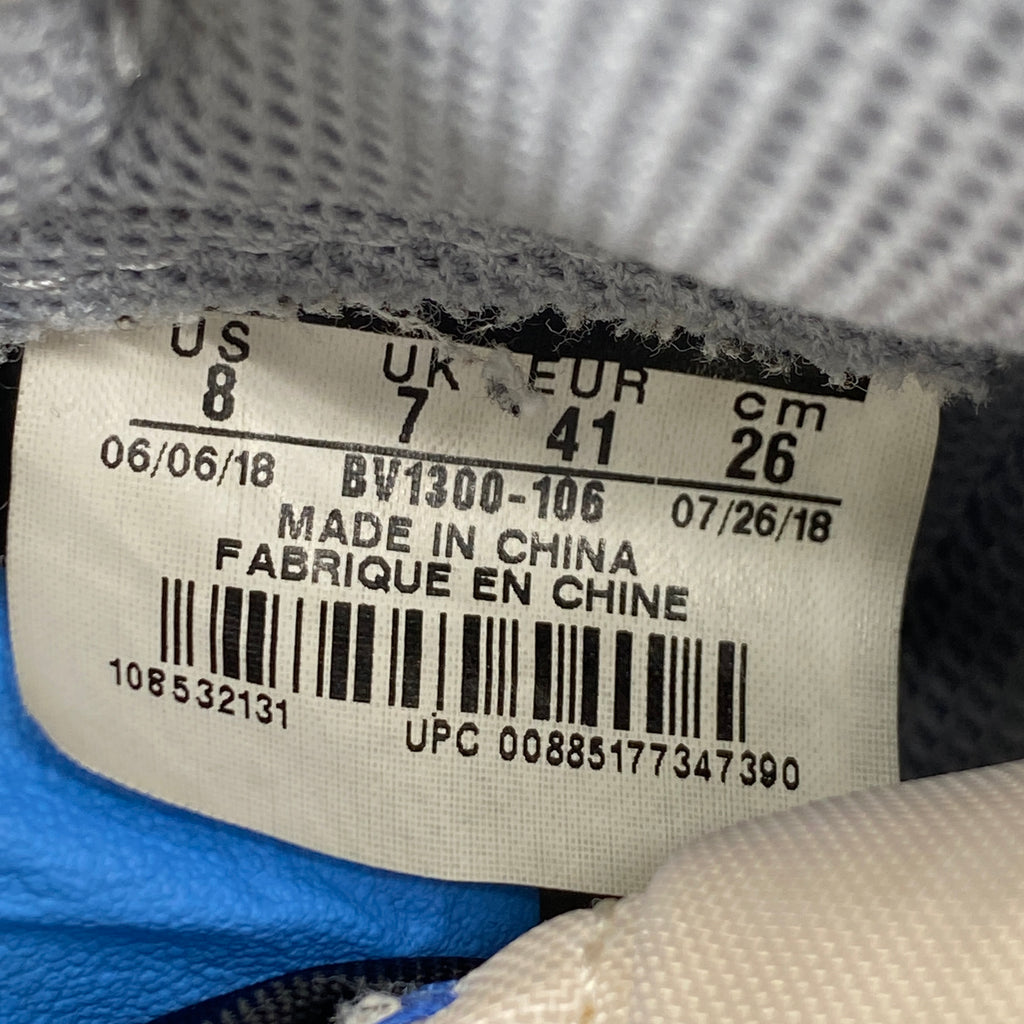 US UK EUR cm
8 7 41 26
06/06/18 BV1300-106 07/26/18
MADE IN CHINA
FABRIQUE EN CHINE
108532131
UPC 00885177347390